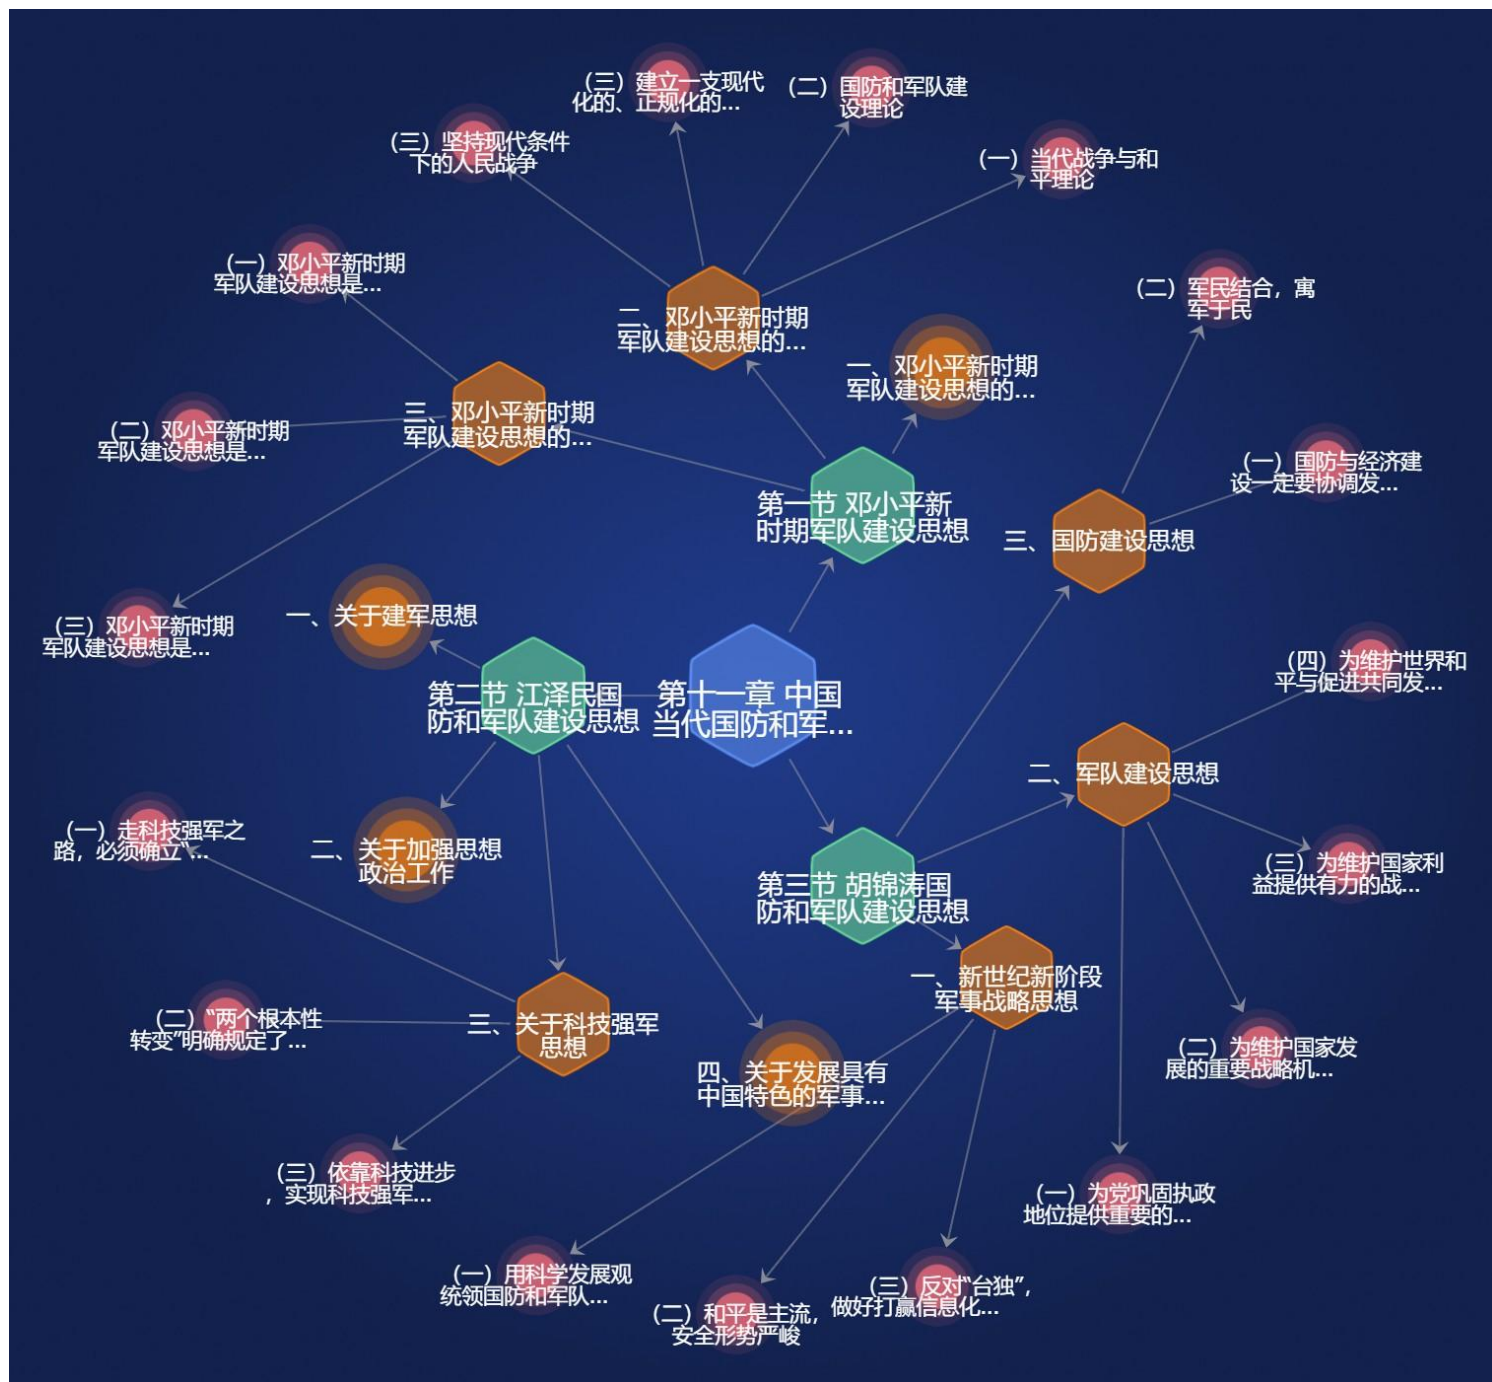 （三）建立一支现代
化的、正规化的...
（二）国防和军队建
设理论
（三）坚持现代条件
下的人民战争
（一）当代战争与和
平理论
（一）邓小平新时期
军队建设思想是...
（二）军民结合，寓
军于民
二、邓小平新时期
军队建设思想的...
一、邓小平新时期
军队建设思想的...
三、邓小平新时期
军队建设思想的...
（二）邓小平新时期
军队建设思想是...
（一）国防与经济建
设一定要协调发...
第一节 邓小平新
时期军队建设思想
三、国防建设思想
一、关于建军思想
（三）邓小平新时期
军队建设思想是...
（四）为维护世界和
平与促进共同发...
第二节 江泽民国
防和军队建设思想
第十一章 中国
当代国防和军...
二、军队建设思想
（一）走科技强军之
路，必须确立“...
二、关于加强思想
政治工作
（三）为维护国家利
益提供有力的战...
第三节 胡锦涛国
防和军队建设思想
一、新世纪新阶段
军事战略思想
（二）“两个根本性
转变”明确规定了...
三、关于科技强军
思想
（二）为维护国家发
展的重要战略机...
四、关于发展具有
中国特色的军事...
（三）依靠科技进步
，实现科技强军...
（一）为党巩固执政
地位提供重要的...
（一）用科学发展观
统领国防和军队...
（二）和平是主流，
安全形势严峻
（三）反对“台独”，
做好打赢信息化...